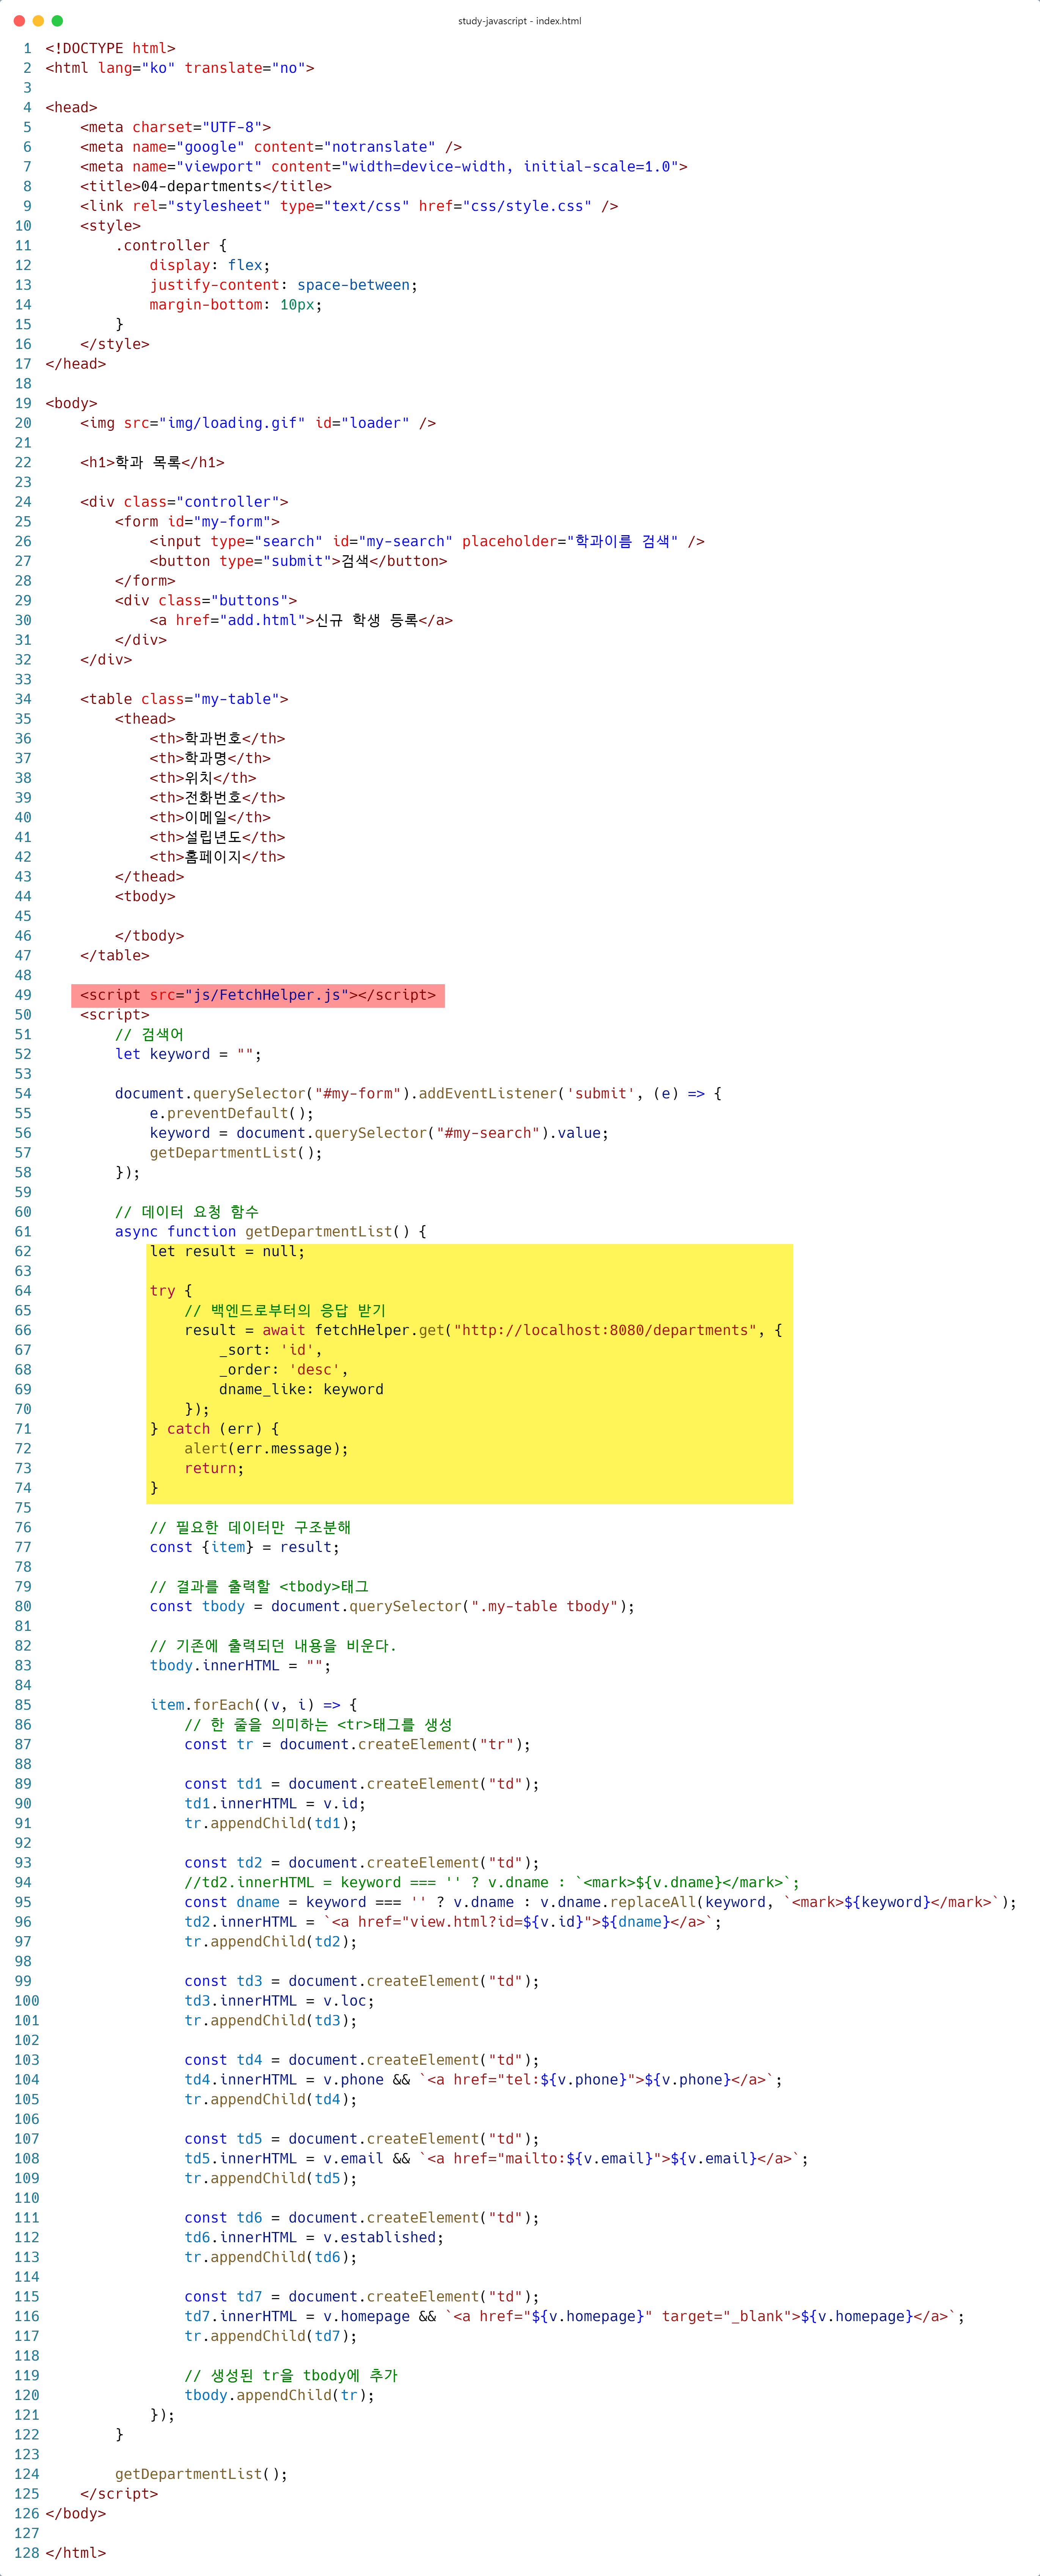 study-javascript - index.html
1 <!DOCTYPE html>
2 <html lang="ko" translate="no">
3
4 <head>
5     <meta charset="UTF-8">
6     <meta name="google" content="notranslate" />
7     <meta name="viewport" content="width=device-width, initial-scale=1.0">
8     <title>04-departments</title>
9     <link rel="stylesheet" type="text/css" href="css/style.css" />
10     <style>
11         .controller {
12             display: flex;
13             justify-content: space-between;
14             margin-bottom: 10px;
15         }
16     </style>
17 </head>
18
19 <body>
20     <img src="img/loading.gif" id="loader" />
21
22     <h1>학과 목록</h1>
23
24     <div class="controller">
25         <form id="my-form">
26             <input type="search" id="my-search" placeholder="학과이름 검색" />
27             <button type="submit">검색</button>
28         </form>
29         <div class="buttons">
30             <a href="add.html">신규 학생 등록</a>
31         </div>
32     </div>
33
34     <table class="my-table">
35         <thead>
36             <th>학과번호</th>
37             <th>학과명</th>
38             <th>위치</th>
39             <th>전화번호</th>
40             <th>이메일</th>
41             <th>설립년도</th>
42             <th>홈페이지</th>
43         </thead>
44         <tbody>
45
46         </tbody>
47     </table>
48
49     <script src="js/FetchHelper.js"></script>
50     <script>
51         // 검색어
52         let keyword = "";
53
54         document.querySelector("#my-form").addEventListener('submit', (e) => {
55             e.preventDefault();
56             keyword = document.querySelector("#my-search").value;
57             getDepartmentList();
58         });
59
60         // 데이터 요청 함수
61         async function getDepartmentList() {
62             let result = null;
63
64             try {
65                 // 백엔드로부터의 응답 받기
66                 result = await fetchHelper.get("http://localhost:8080/departments", {
67                     _sort: 'id',
68                     _order: 'desc',
69                     dname_like: keyword
70                 });
71             } catch (err) {
72                 alert(err.message);
73                 return;
74             }
75
76             // 필요한 데이터만 구조분해
77             const {item} = result;
78
79             // 결과를 출력할 <tbody>태그
80             const tbody = document.querySelector(".my-table tbody");
81
82             // 기존에 출력되던 내용을 비운다.
83             tbody.innerHTML = "";
84
85             item.forEach((v, i) => {
86                 // 한 줄을 의미하는 <tr>태그를 생성
87                 const tr = document.createElement("tr");
88
89                 const td1 = document.createElement("td");
90                 td1.innerHTML = v.id;
91                 tr.appendChild(td1);
92
93                 const td2 = document.createElement("td");
94                 //td2.innerHTML = keyword === '' ? v.dname : `<mark>${v.dname}</mark>`;
95                 const dname = keyword === '' ? v.dname : v.dname.replaceAll(keyword, `<mark>${keyword}</mark>`);
96                 td2.innerHTML = `<a href="view.html?id=${v.id}">${dname}</a>`;
97                 tr.appendChild(td2);
98
99                 const td3 = document.createElement("td");
100                 td3.innerHTML = v.loc;
101                 tr.appendChild(td3);
102
103                 const td4 = document.createElement("td");
104                 td4.innerHTML = v.phone && `<a href="tel:${v.phone}">${v.phone}</a>`;
105                 tr.appendChild(td4);
106
107                 const td5 = document.createElement("td");
108                 td5.innerHTML = v.email && `<a href="mailto:${v.email}">${v.email}</a>`;
109                 tr.appendChild(td5);
110
111                 const td6 = document.createElement("td");
112                 td6.innerHTML = v.established;
113                 tr.appendChild(td6);
114
115                 const td7 = document.createElement("td");
116                 td7.innerHTML = v.homepage && `<a href="${v.homepage}" target="_blank">${v.homepage}</a>`;
117                 tr.appendChild(td7);
118
119                 // 생성된 tr을 tbody에 추가
120                 tbody.appendChild(tr);
121             });
122         }
123
124         getDepartmentList();
125     </script>
126 </body>
127
128 </html>